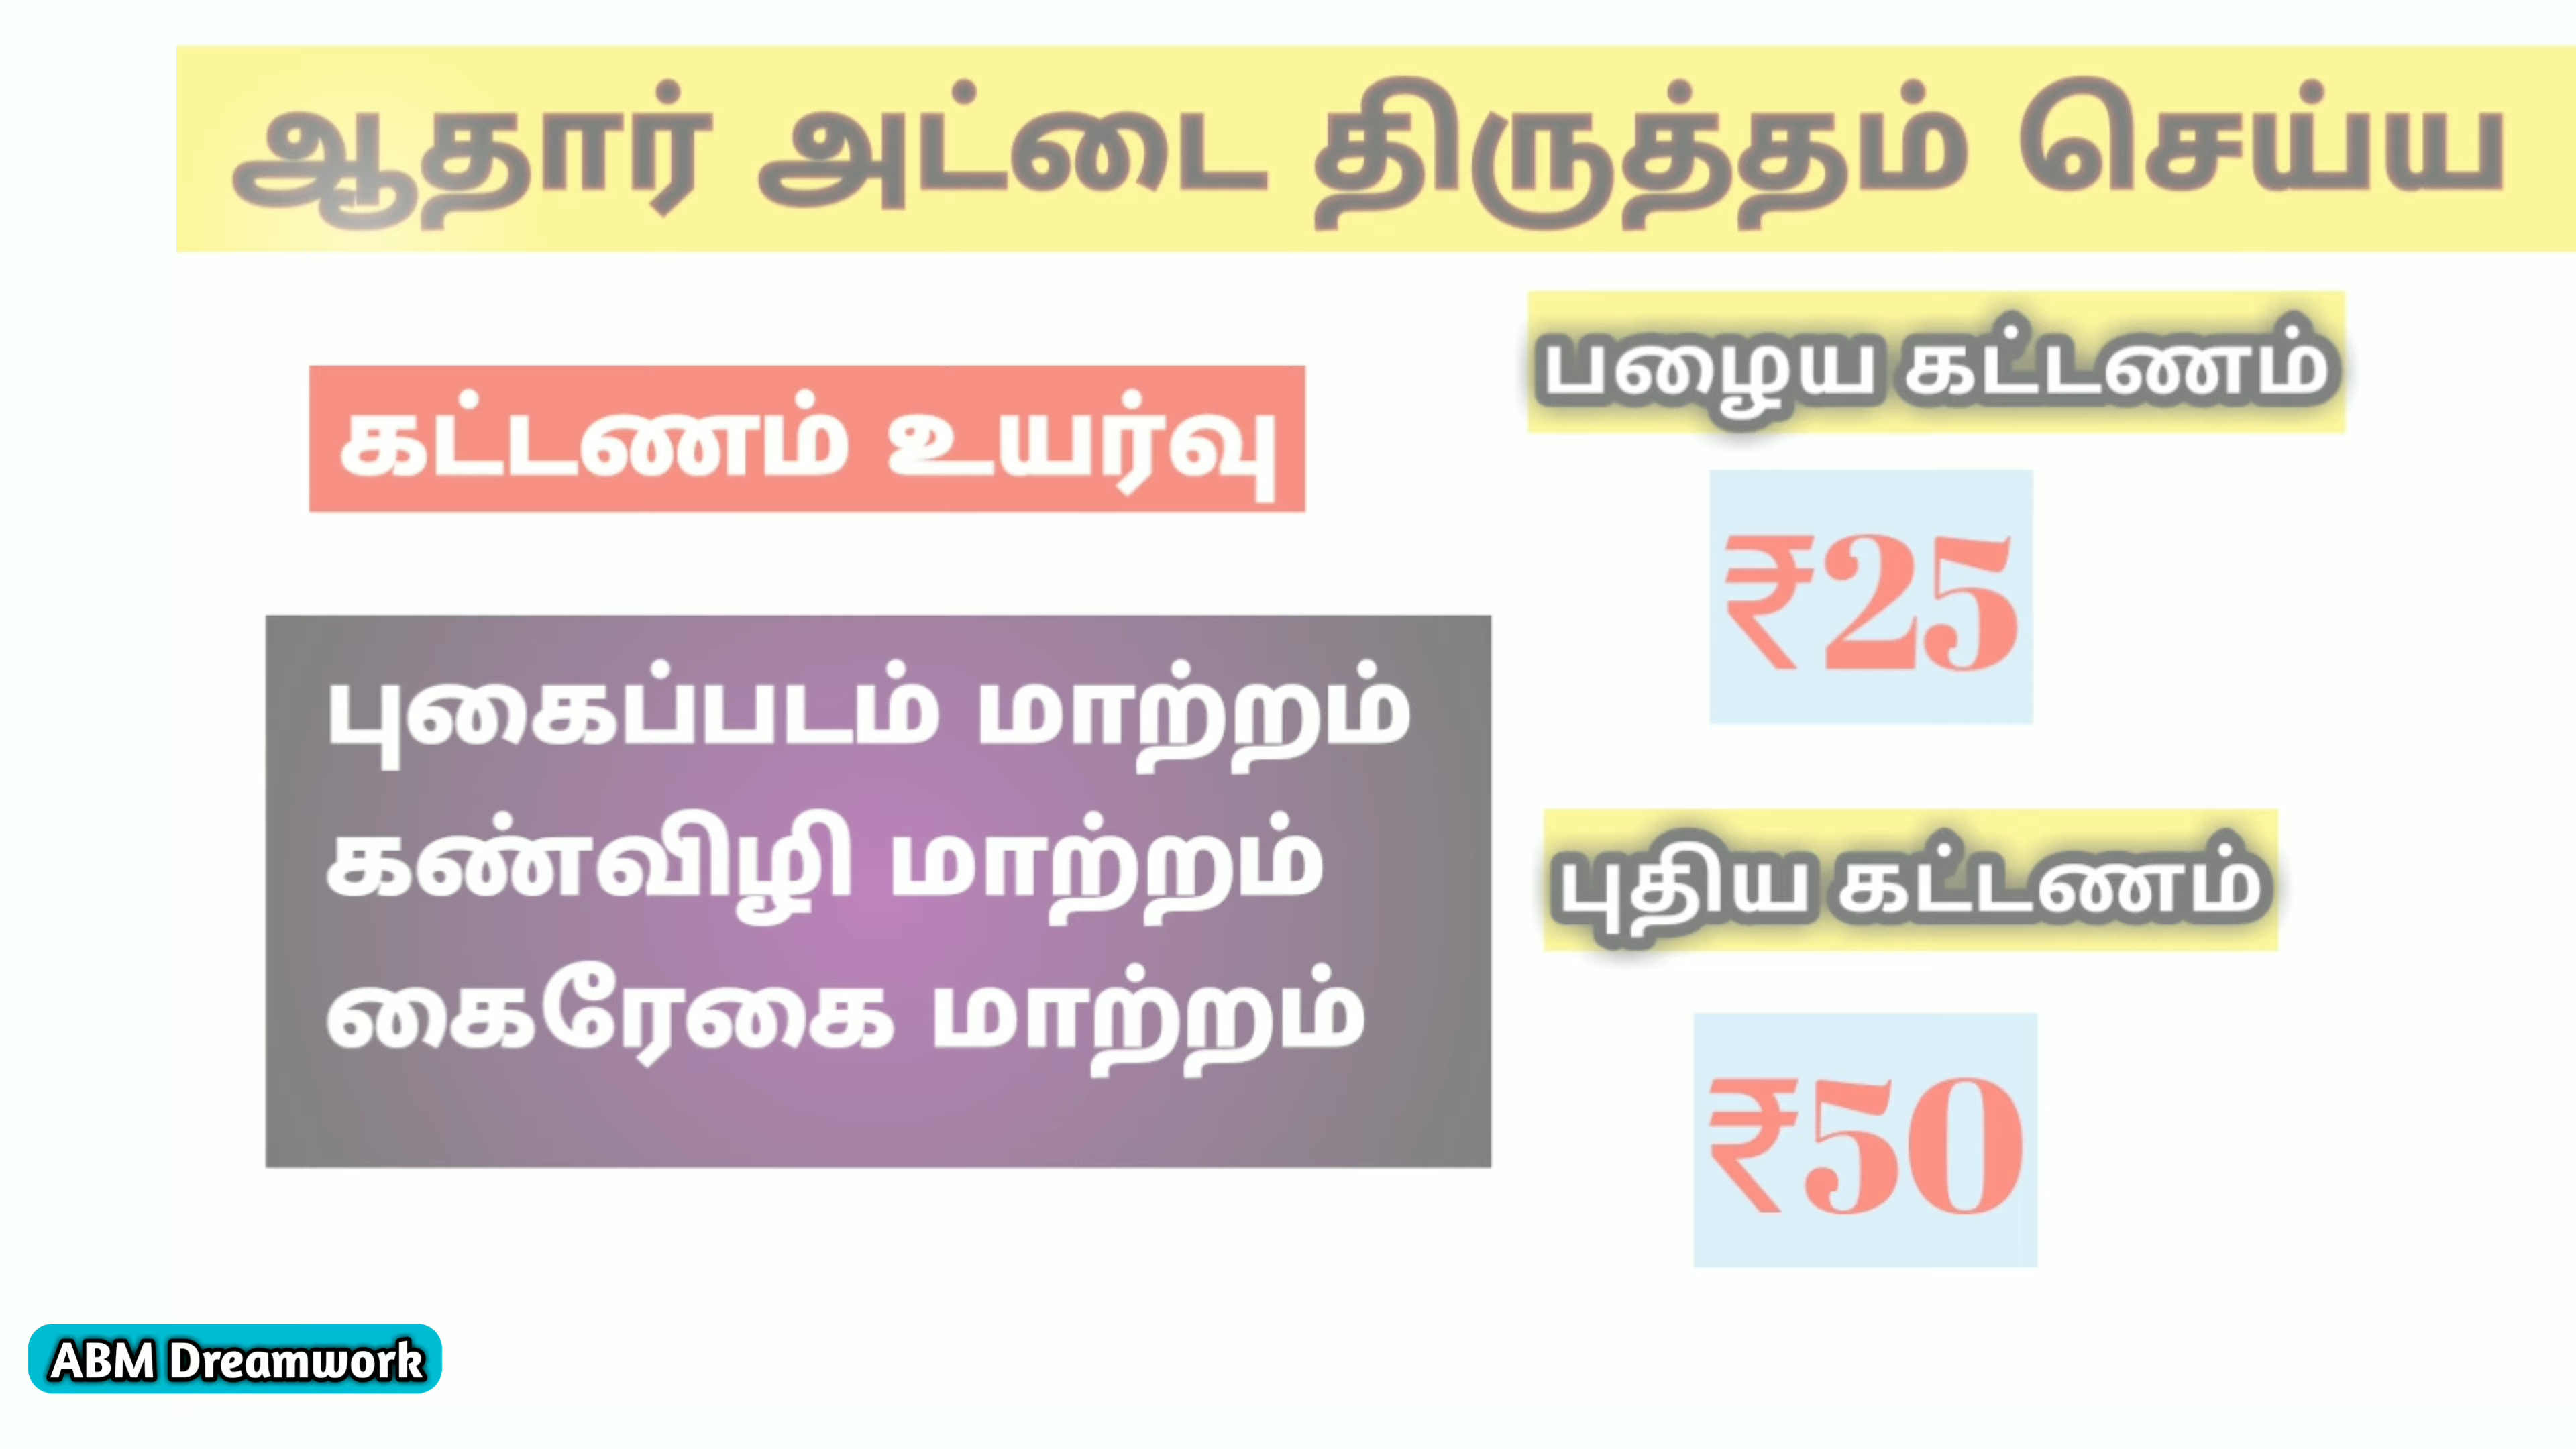 ஆதார் அட்டை திருத்தம் செய்ய
கட்டணம் உயர்வு
புகைப்படம் மாற்றம்
கண்விழி மாற்றம்
கைரேகை மாற்றம்
பழைய கட்டணம்
₹25
புதிய கட்டணம்
₹50
ABM Dreamwork